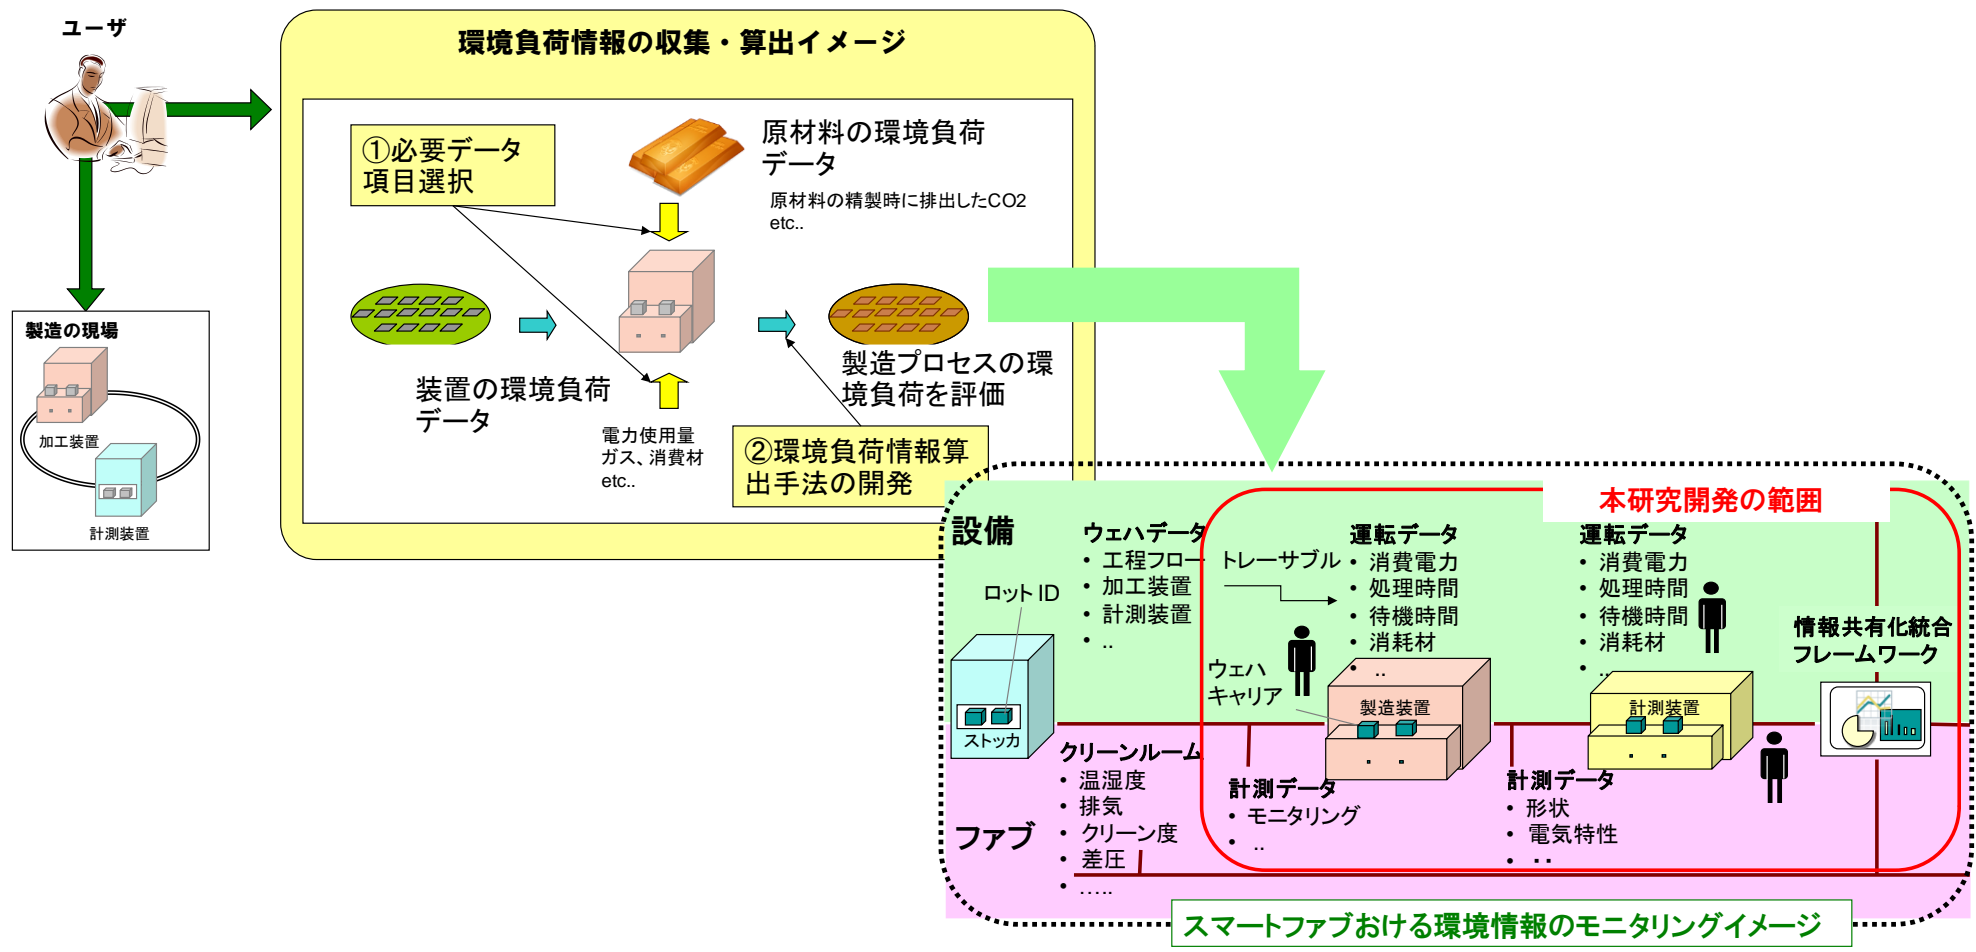 ユーザ
環境負荷情報の収集・算出イメージ
①必要データ
項目選択
原材料の環境負荷
データ
原材料の精製時に排出したCO2
etc..
装置の環境負荷
データ
電力使用量
ガス、消費材
etc..
製造プロセスの環
境負荷を評価
②環境負荷情報算
出手法の開発
製造の現場
加工装置
計測装置
本研究開発の範囲
設備
ロット ID
ストッカ
ウェハデータ
• 工程フロー
• 加工装置
• 計測装置
• ..
トレーサブル
ウェハ
キャリア
運転データ
• 消費電力
• 処理時間
• 待機時間
• 消耗材
• ..
製造装置
運転データ
• 消費電力
• 処理時間
• 待機時間
• 消耗材
• ..
計測装置
情報共有化統合
フレームワーク
ファブ
クリーンルーム
• 温湿度
• 排気
• クリーン度
• 差圧
• .....
計測データ
• モニタリング
• ..
計測データ
• 形状
• 電気特性
• ..
スマートファブおける環境情報のモニタリングイメージ